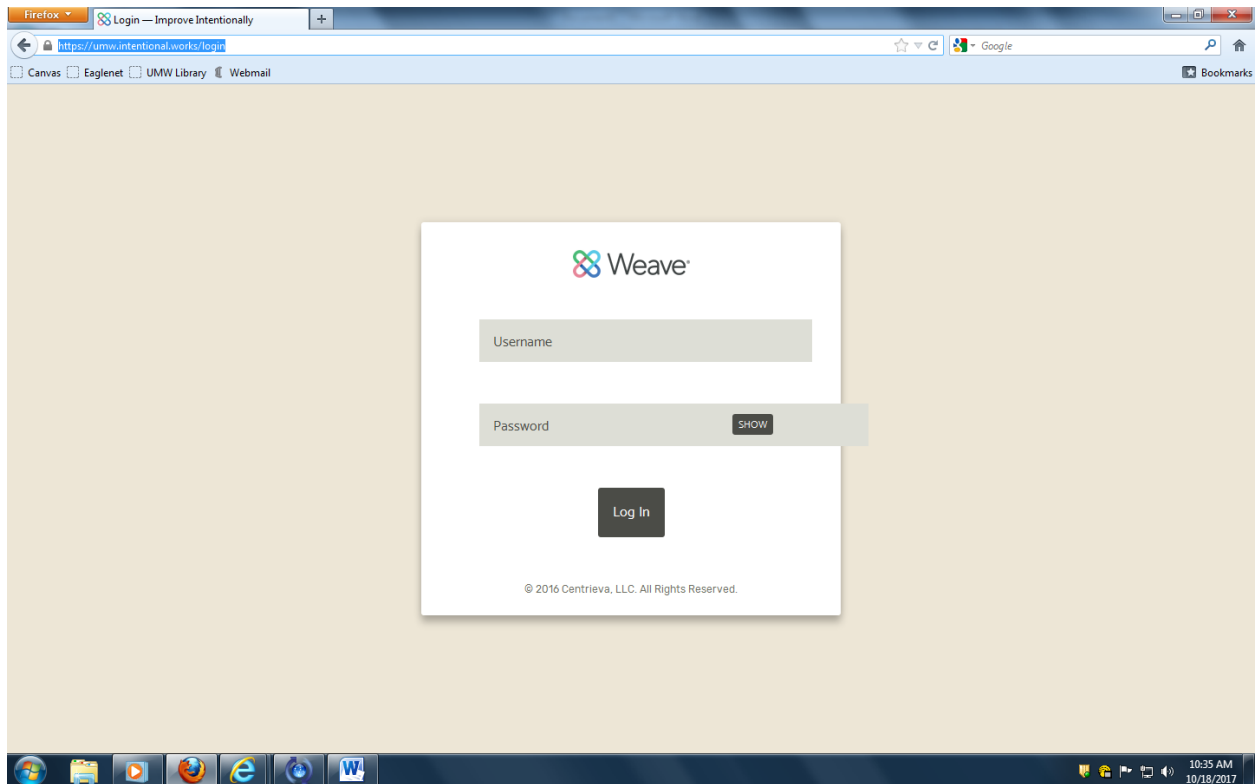 Firefox
Login — Improve Intentionally
https://umw.intentional.works/login
Google
Canvas Eaglenet UMW Library Webmail Bookmarks
Weave
Username
Password SHOW
Log In
© 2016 Centrieva, LLC. All Rights Reserved.
10:35 AM
10/18/2017